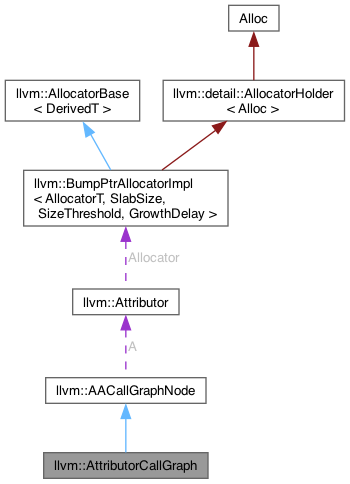 Alloc
llvm::AllocatorBase
< DerivedT >
llvm::detail::AllocatorHolder
< Alloc >
llvm::BumpPtrAllocatorImpl
< AllocatorT, SlabSize,
SizeThreshold, GrowthDelay >
Allocator
llvm::Attributor
A
llvm::AACallGraphNode
llvm::AttributorCallGraph